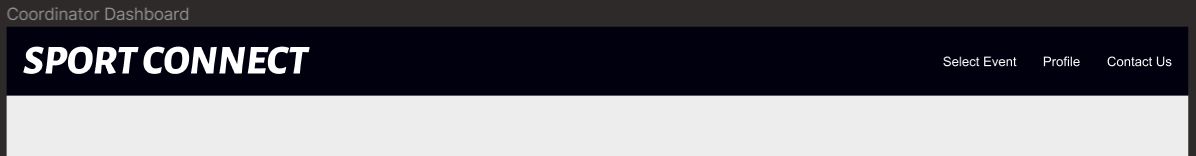 Coordinator Dashboard
SPORT CONNECT
Select Event Profile Contact Us